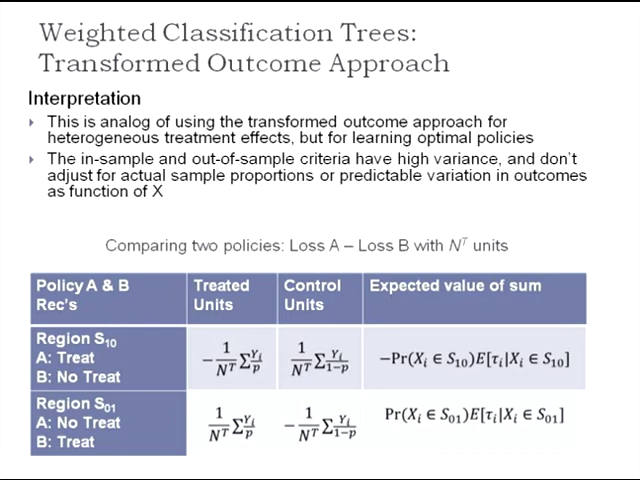 Weighted Classification Trees:
Transformed Outcome Approach
Interpretation
This is analog of using the transformed outcome approach for
heterogeneous treatment effects, but for learning optimal policies
The in-sample and out-of-sample criteria have high variance, and don't
adjust for actual sample proportions or predictable variation in outcomes
as function of X
Comparing two policies: Loss A – Loss B with N^T units
Policy A & B Rec's | Treated Units | Control Units | Expected value of sum
Region S₁₀ A: Treat B: No Treat | −1/N^T Σ Y_i/p | 1/N^T Σ Y_i/1−p | −Pr(X_i ∈ S₁₀)E[τ_i|X_i ∈ S₁₀]
Region S₀₁ A: No Treat B: Treat | 1/N^T Σ Y_i/p | −1/N^T Σ Y_i/1−p | Pr(X_i ∈ S₀₁)E[τ_i|X_i ∈ S₀₁]